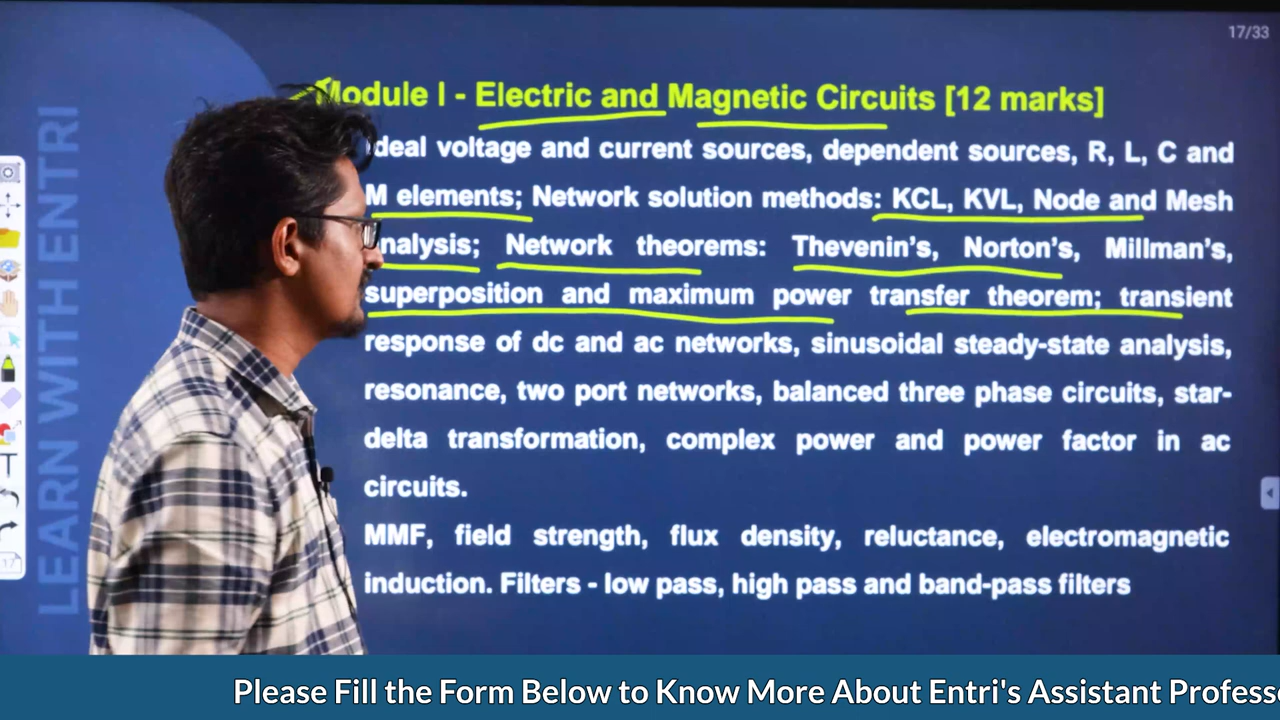 17/33
LEARN WITH ENTRI
Module I - Electric and Magnetic Circuits [12 marks]
Ideal voltage and current sources, dependent sources, R, L, C and
M elements; Network solution methods: KCL, KVL, Node and Mesh
analysis; Network theorems: Thevenin's, Norton's, Millman's,
superposition and maximum power transfer theorem; transient
response of dc and ac networks, sinusoidal steady-state analysis,
resonance, two port networks, balanced three phase circuits, star-
delta transformation, complex power and power factor in ac
circuits.
MMF, field strength, flux density, reluctance, electromagnetic
induction. Filters - low pass, high pass and band-pass filters
T
17
Please Fill the Form Below to Know More About Entri's Assistant Profess